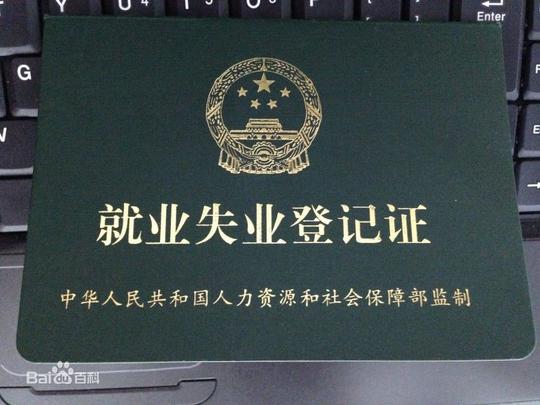 Y U I O P
Enter
G
就业失业登记证
中华人民共和国人力资源和社会保障部监制
Bai百科